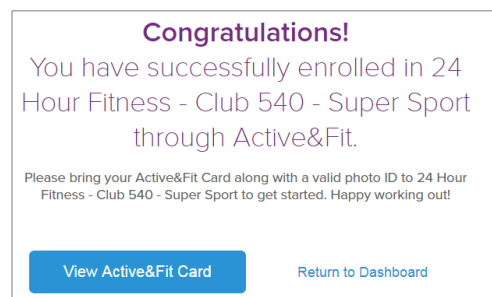 Congratulations!
You have successfully enrolled in 24
Hour Fitness - Club 540 - Super Sport
through Active&Fit.
Please bring your Active&Fit Card along with a valid photo ID to 24 Hour
Fitness - Club 540 - Super Sport to get started. Happy working out!
View Active&Fit Card
Return to Dashboard